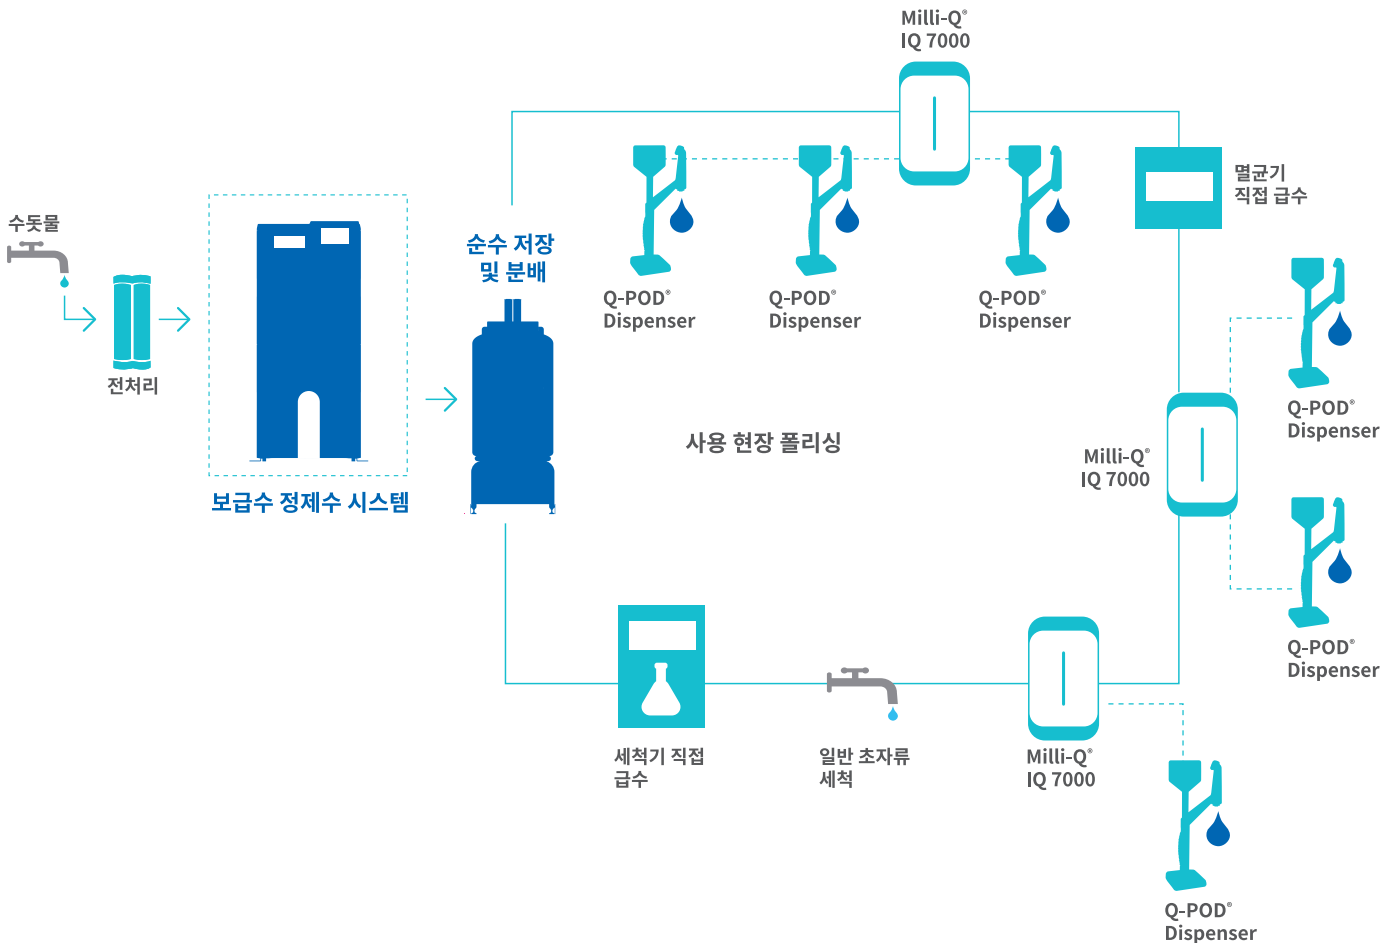 Milli-Q®
IQ 7000
수돗물
전처리
보급수 정제수 시스템
순수 저장
및 분배
Q-POD®
Dispenser
Q-POD®
Dispenser
Q-POD®
Dispenser
멸균기
직접 급수
Q-POD®
Dispenser
사용 현장 폴리싱
Milli-Q®
IQ 7000
Q-POD®
Dispenser
세척기 직접
급수
일반 초자류
세척
Milli-Q®
IQ 7000
Q-POD®
Dispenser